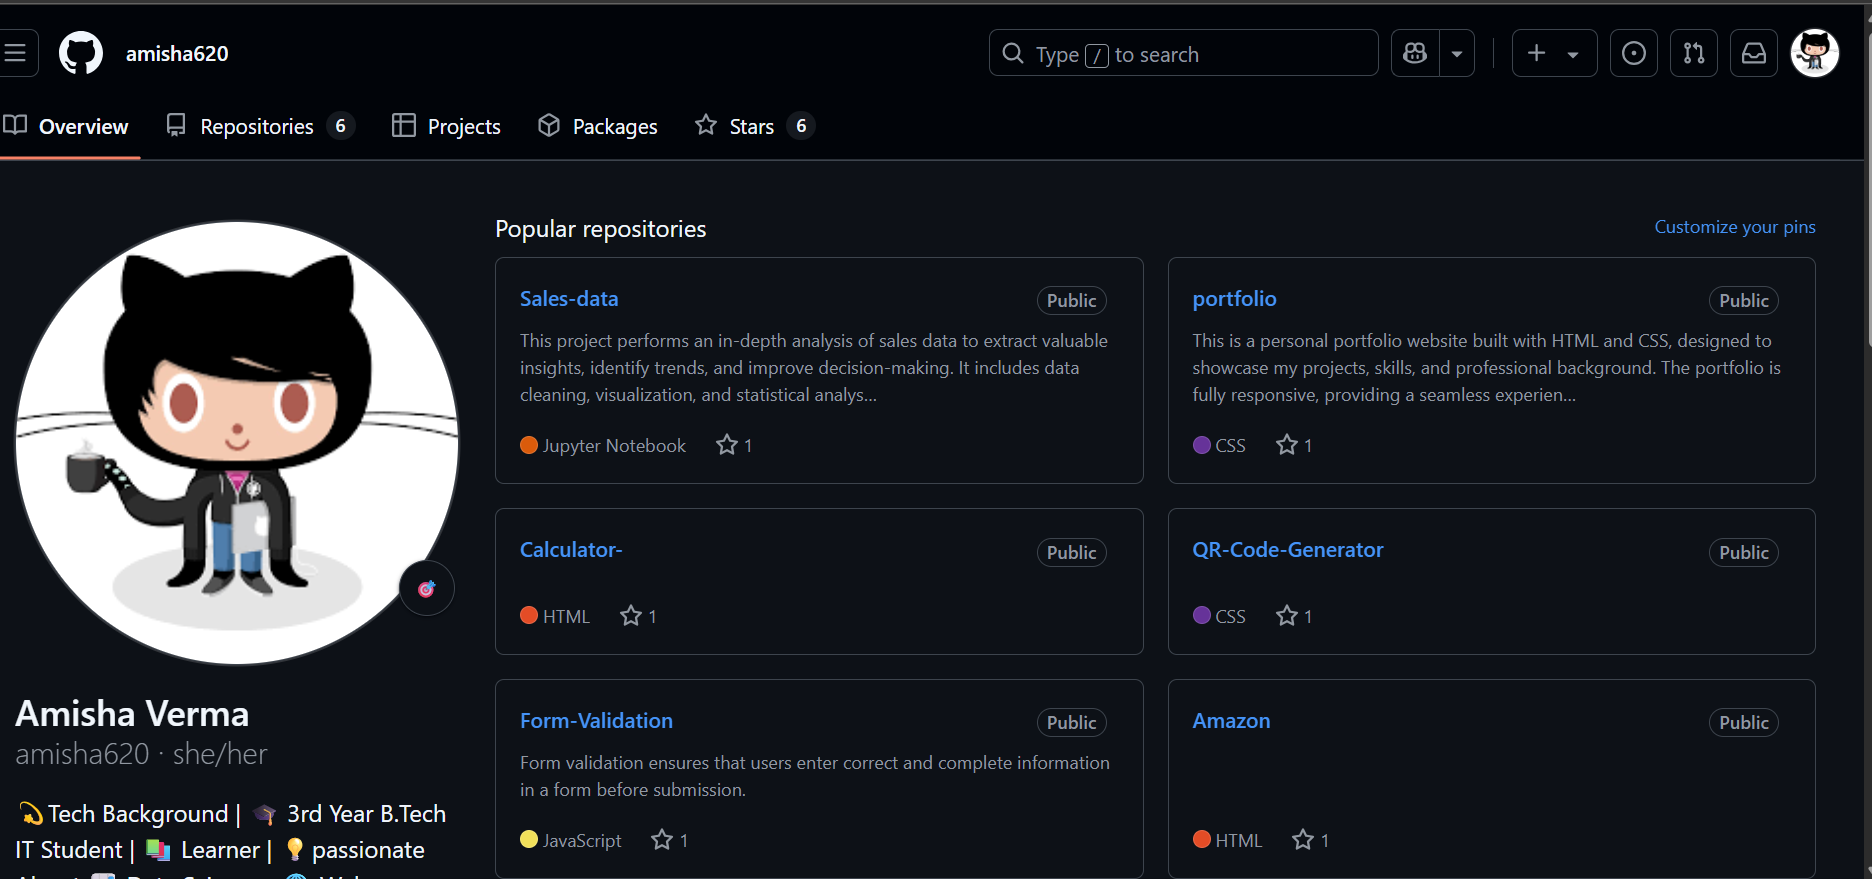 amisha620
Type / to search
Overview
Repositories 6
Projects
Packages
Stars 6
Popular repositories
Customize your pins
Sales-data
Public
This project performs an in-depth analysis of sales data to extract valuable
insights, identify trends, and improve decision-making. It includes data
cleaning, visualization, and statistical analys...
Jupyter Notebook 1
portfolio
Public
This is a personal portfolio website built with HTML and CSS, designed to
showcase my projects, skills, and professional background. The portfolio is
fully responsive, providing a seamless experien...
CSS 1
Calculator-
Public
HTML 1
QR-Code-Generator
Public
CSS 1
Form-Validation
Public
Form validation ensures that users enter correct and complete information
in a form before submission.
JavaScript 1
Amazon
Public
HTML 1
Amisha Verma
amisha620 · she/her
💫Tech Background | 🎓 3rd Year B.Tech
IT Student | 📚 Learner | 💡 passionate